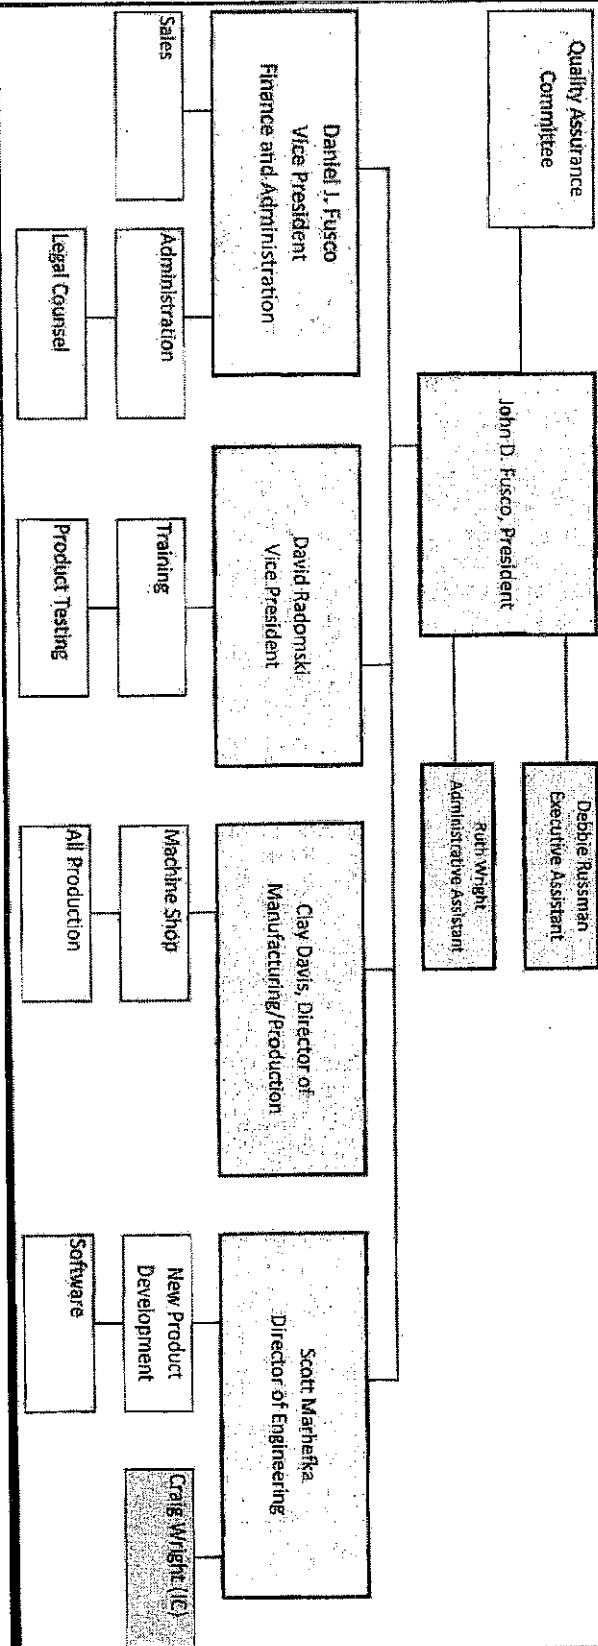 Quality Assurance
Committee
John D. Fusco, President
Debbie Russman
Executive Assistant
Ruth Wright
Administrative Assistant
Daniel J. Fusco
Vice President
Finance and Administration
David Radomski
Vice President
Clay Davis, Director of
Manufacturing/Production
Scott Marhefka
Director of Engineering
Sales
Administration
Legal Counsel
Training
Product Testing
Machine Shop
All Production
New Product
Development
Software
Craig Wright (IC)